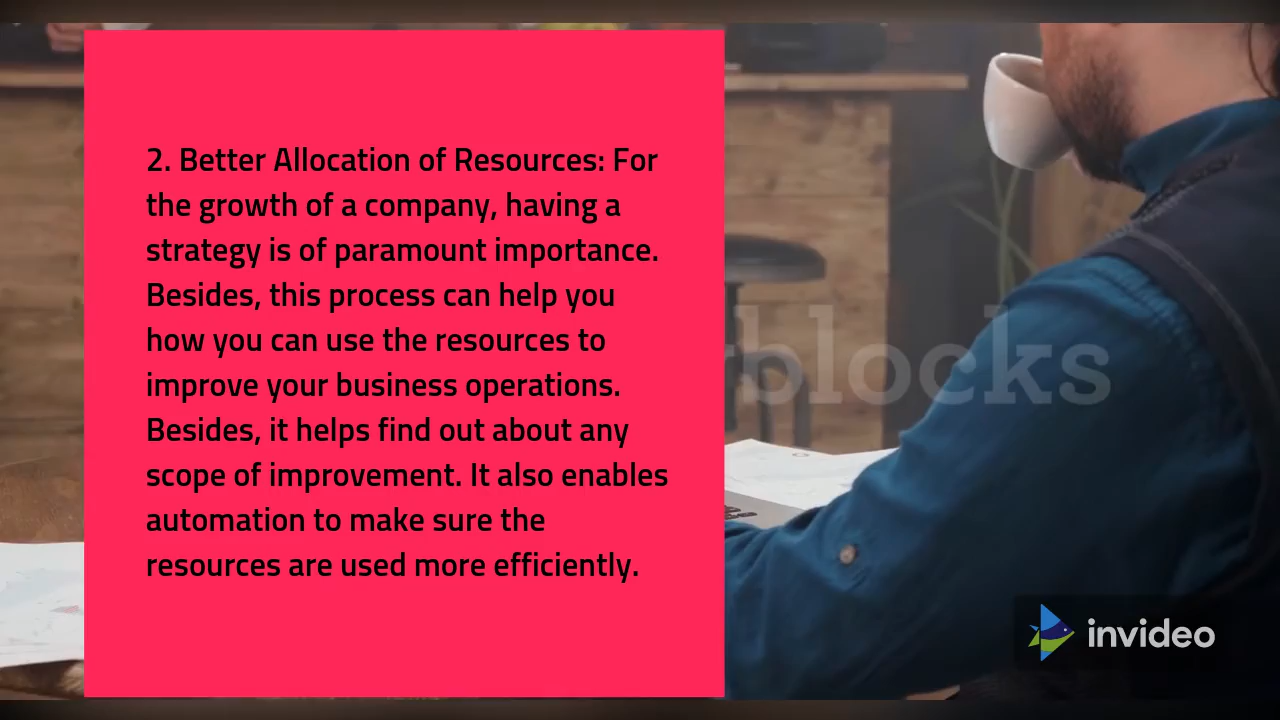 2. Better Allocation of Resources: For
the growth of a company, having a
strategy is of paramount importance.
Besides, this process can help you
how you can use the resources to
improve your business operations.
Besides, it helps find out about any
scope of improvement. It also enables
automation to make sure the
resources are used more efficiently.
blocks
invideo